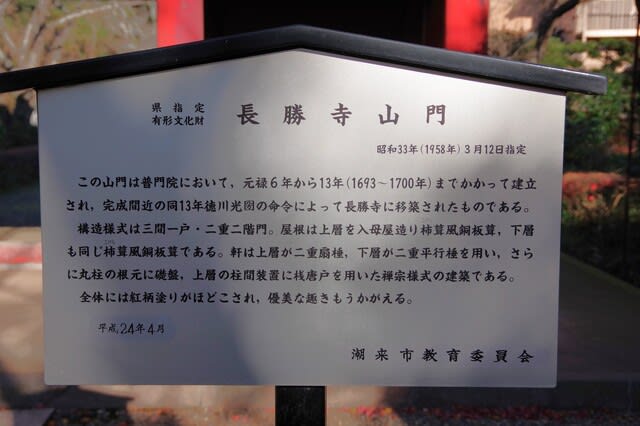 県指定
有形文化財
長勝寺山門
昭和33年(1958年)3月12日指定
この山門は普門院において，元禄6年から13年(1693~1700年)までかかって建立
され，完成間近の同13年徳川光圀の命令によって長勝寺に移築されたものである。
構造様式は三間一戸・二重二階門。屋根は上層を入母屋造り柿葺風銅板葺，下層
も同じ柿葺風銅板葺である。軒は上層が二重扇棰，下層が二重平行棰を用い，さら
に丸柱の根元に礎盤，上層の柱間装置に桟唐戸を用いた禅宗様式の建築である。
全体には紅柄塗りがほどこされ，優美な趣きもうかがえる。
平成24年4月
潮来市教育委員会